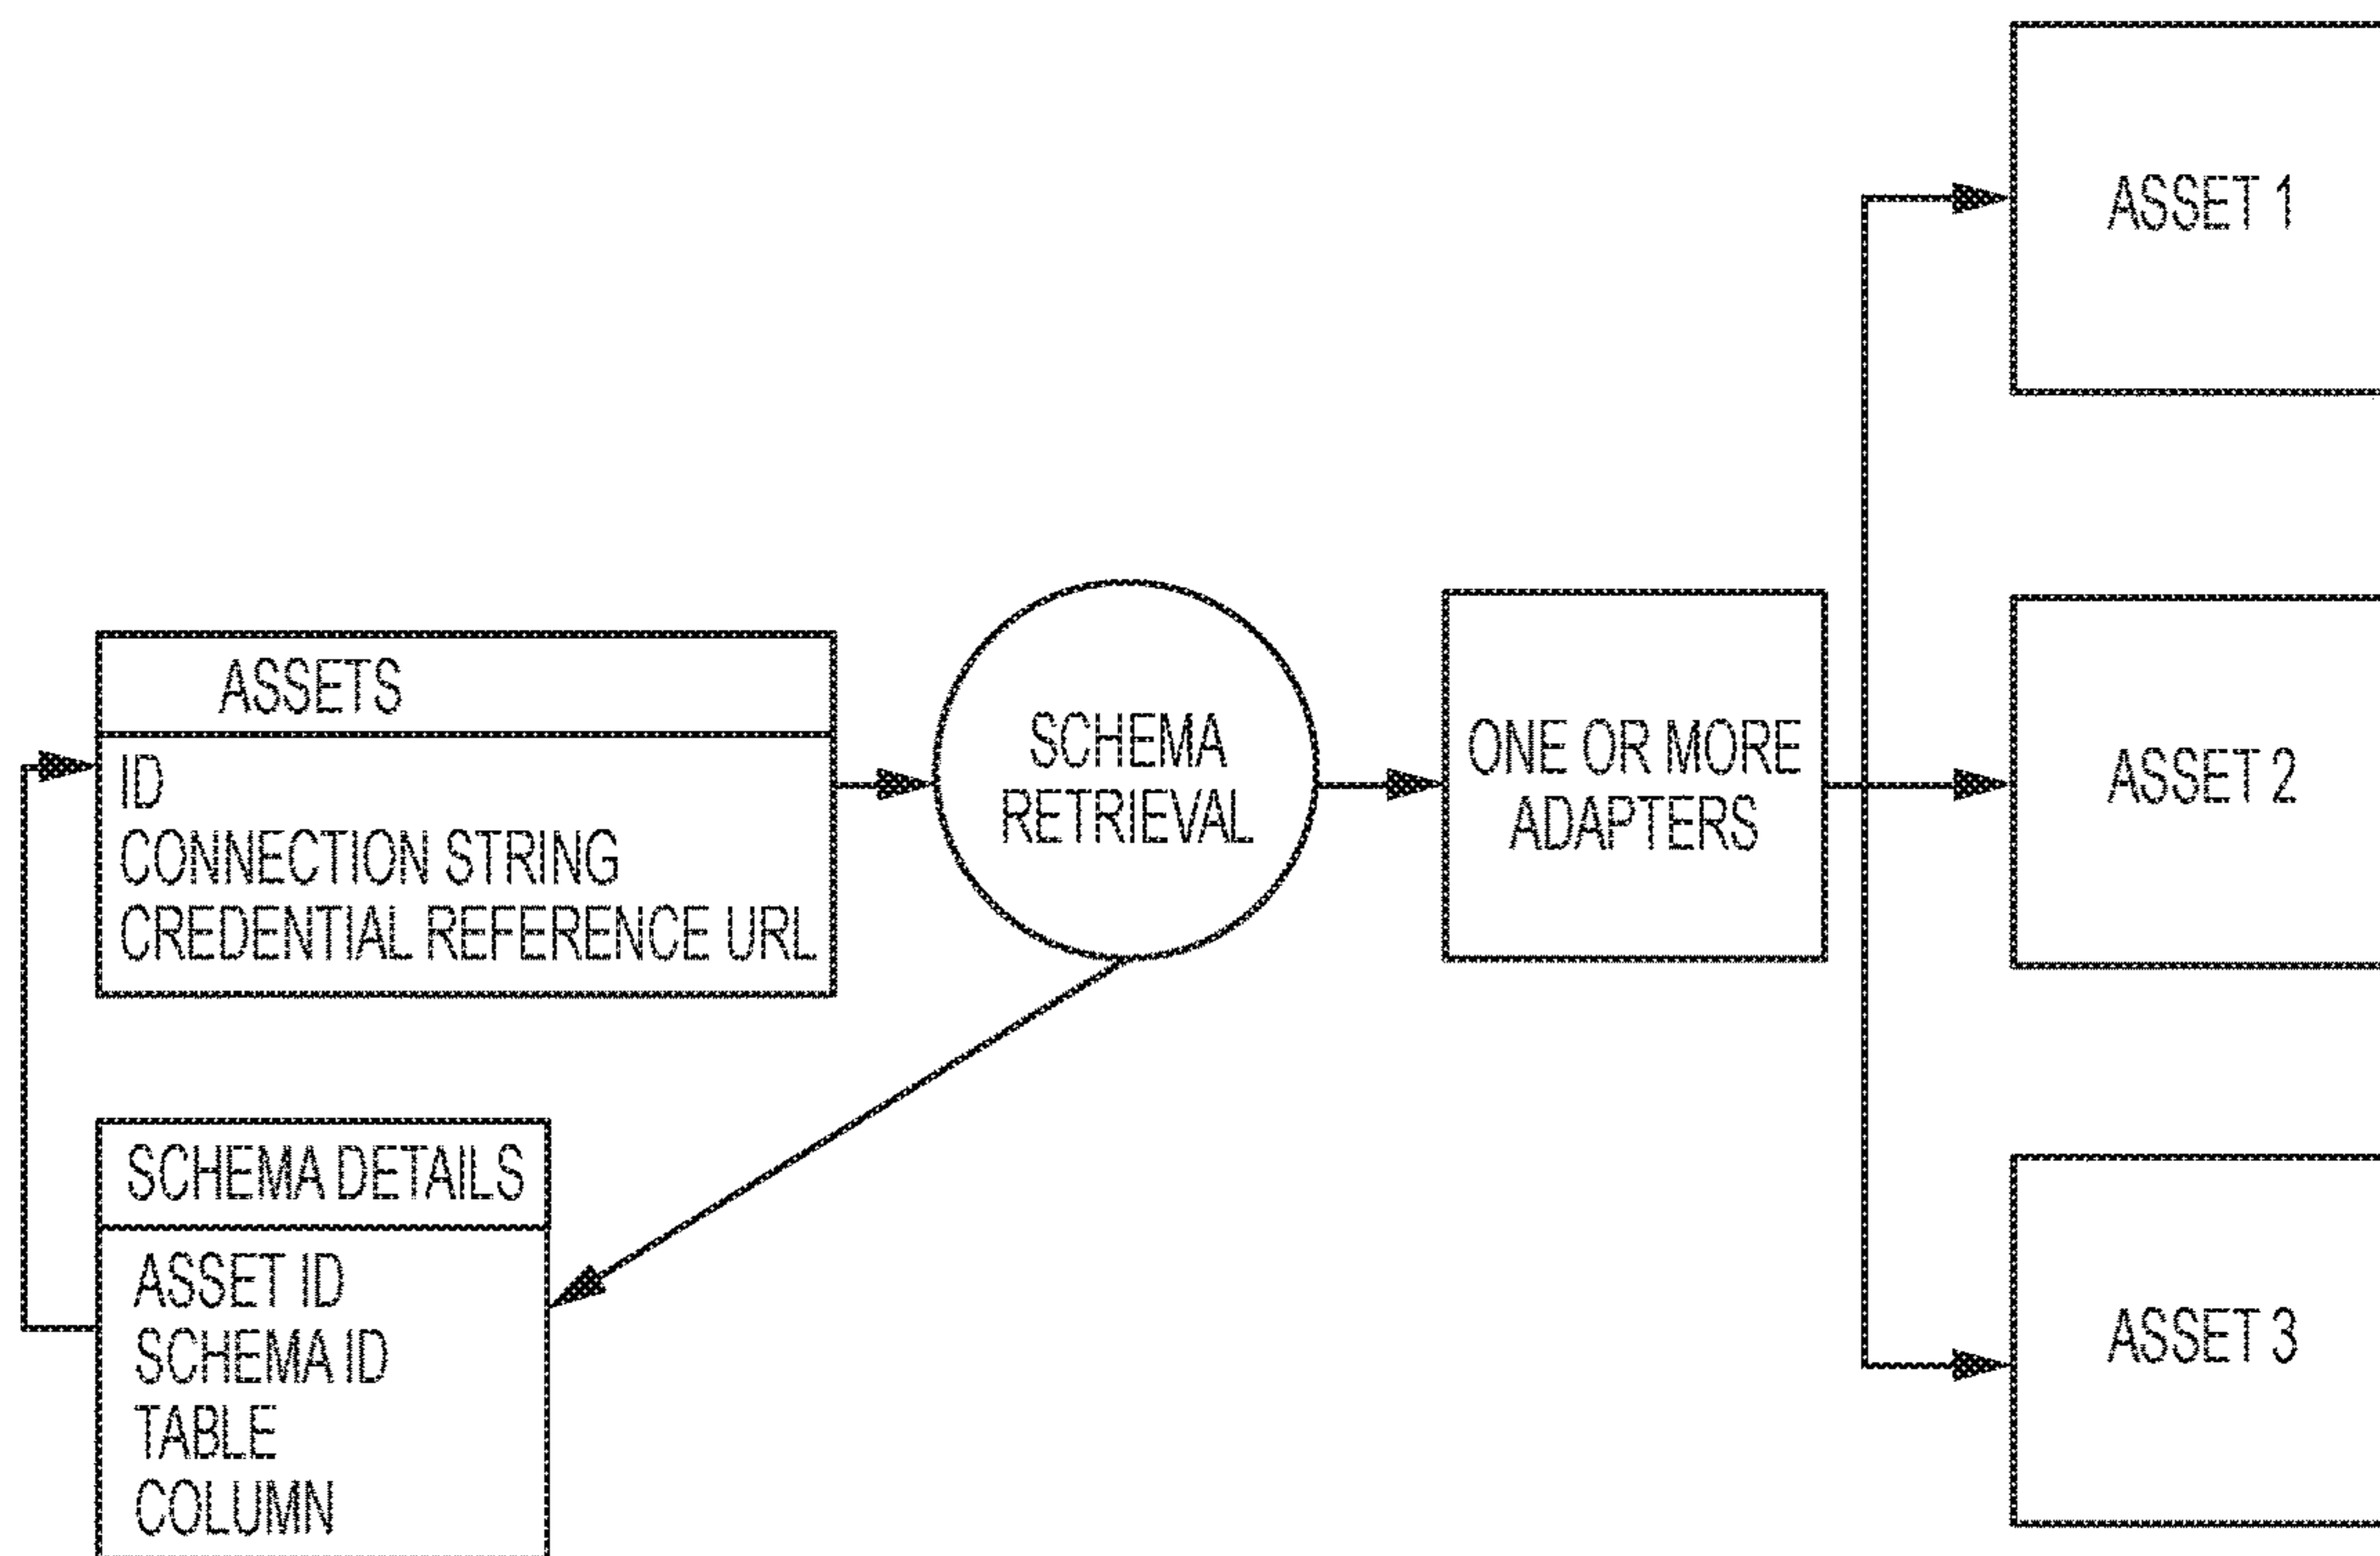 ASSETS
ID
CONNECTION STRING
CREDENTIAL REFERENCE URL
SCHEMA DETAILS
ASSET ID
SCHEMA ID
TABLE
COLUMN
SCHEMA
RETRIEVAL
ONE OR MORE
ADAPTERS
ASSET 1
ASSET 2
ASSET 3